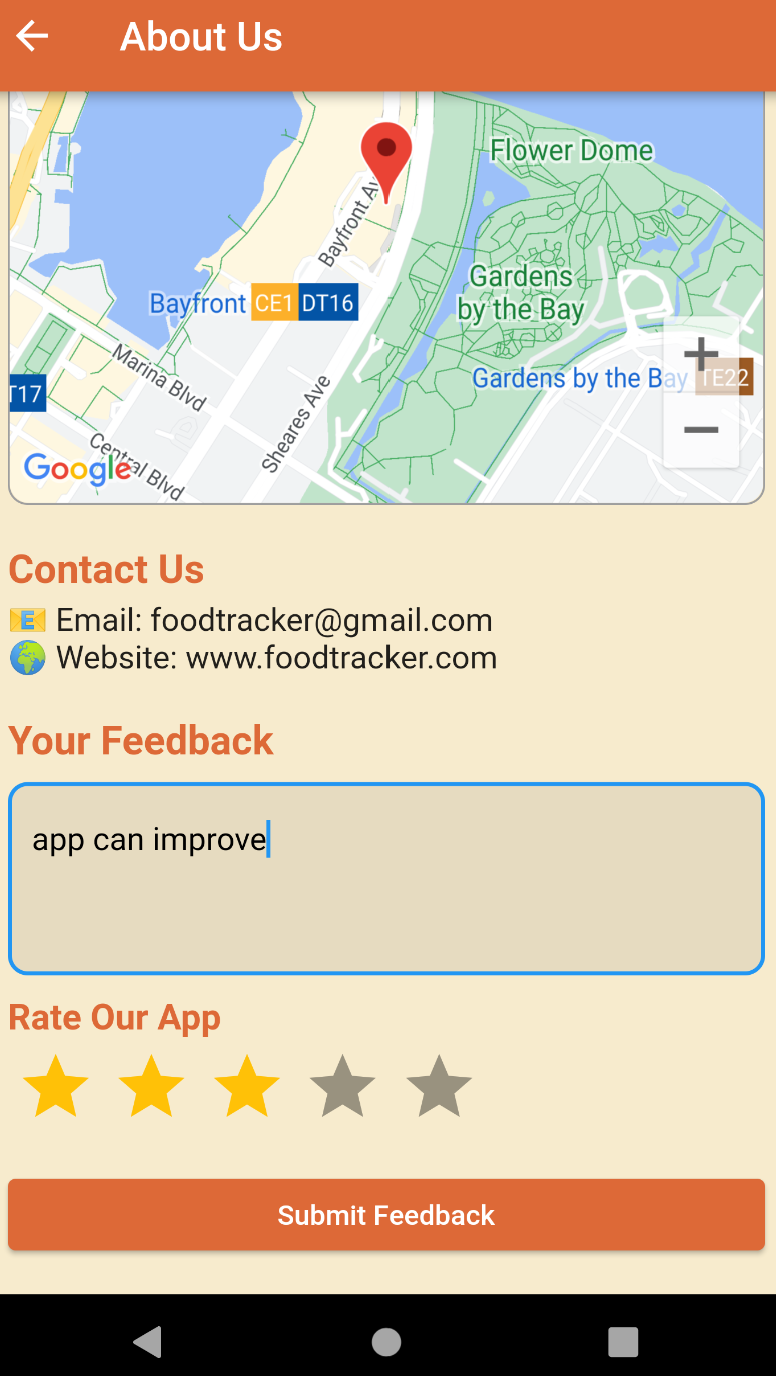 About Us
Flower Dome
Bayfront Av
Gardens
by the Bay
Bayfront CE1 DT16
Gardens by the Bay TE22
+
T17
Marina Blvd
Sheares Ave
−
Central Blvd
Google
Contact Us
Email: foodtracker@gmail.com
Website: www.foodtracker.com
Your Feedback
app can improve
Rate Our App
Submit Feedback